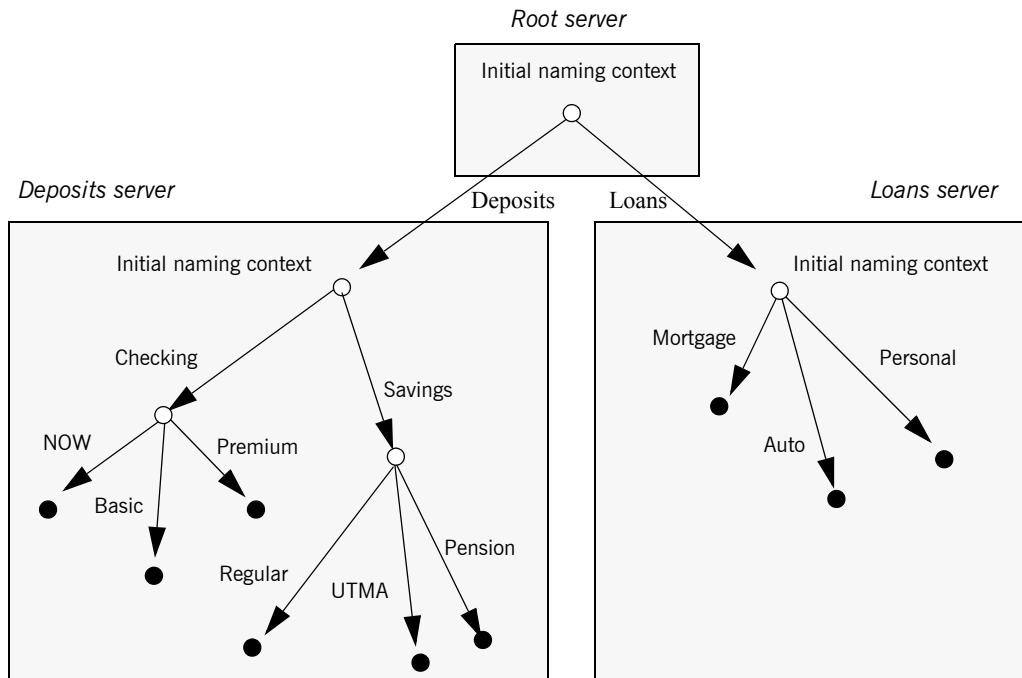 Root server
Initial naming context
Deposits server
Deposits
Loans
Loans server
Initial naming context
Initial naming context
Mortgage
Checking
Personal
Savings
NOW
Premium
Auto
Basic
Pension
Regular
UTMA